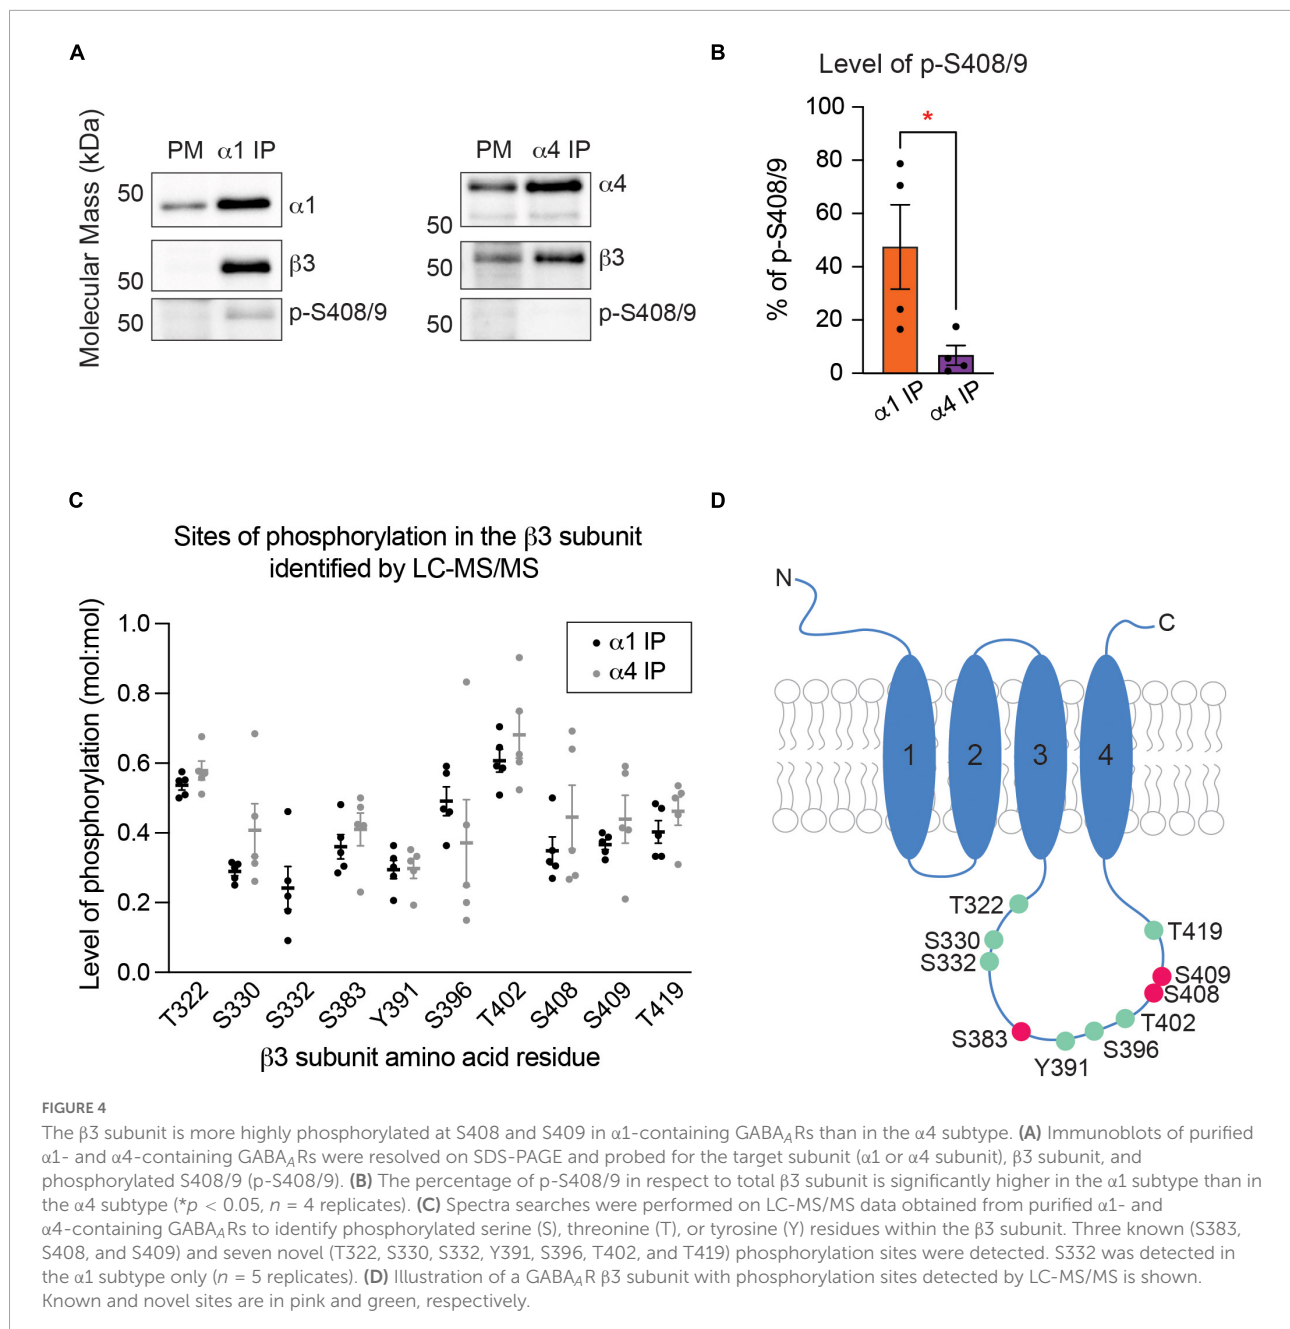 A
Molecular Mass (kDa)
PM α1 IP
50
α1
50
β3
50
p-S408/9
PM α4 IP
α4
50
50
β3
50
p-S408/9
B
Level of p-S408/9
% of p-S408/9
100
80
60
40
20
0
*
α1 IP
α4 IP
C
Sites of phosphorylation in the β3 subunit
identified by LC-MS/MS
Level of phosphorylation (mol:mol)
1.0
0.8
0.6
0.4
0.2
0.0
α1 IP
α4 IP
T322
S330
S332
S383
Y391
S396
T402
S408
S409
T419
β3 subunit amino acid residue
D
N
C
1
2
3
4
T322
S330
S332
S383
Y391
S396
T402
S408
S409
T419
FIGURE 4
The β3 subunit is more highly phosphorylated at S408 and S409 in α1-containing GABAARs than in the α4 subtype. (A) Immunoblots of purified
α1- and α4-containing GABAARs were resolved on SDS-PAGE and probed for the target subunit (α1 or α4 subunit), β3 subunit, and
phosphorylated S408/9 (p-S408/9). (B) The percentage of p-S408/9 in respect to total β3 subunit is significantly higher in the α1 subtype than in
the α4 subtype (*p < 0.05, n = 4 replicates). (C) Spectra searches were performed on LC-MS/MS data obtained from purified α1- and
α4-containing GABAARs to identify phosphorylated serine (S), threonine (T), or tyrosine (Y) residues within the β3 subunit. Three known (S383,
S408, and S409) and seven novel (T322, S330, S332, Y391, S396, T402, and T419) phosphorylation sites were detected. S332 was detected in
the α1 subtype only (n = 5 replicates). (D) Illustration of a GABAAR β3 subunit with phosphorylation sites detected by LC-MS/MS is shown.
Known and novel sites are in pink and green, respectively.